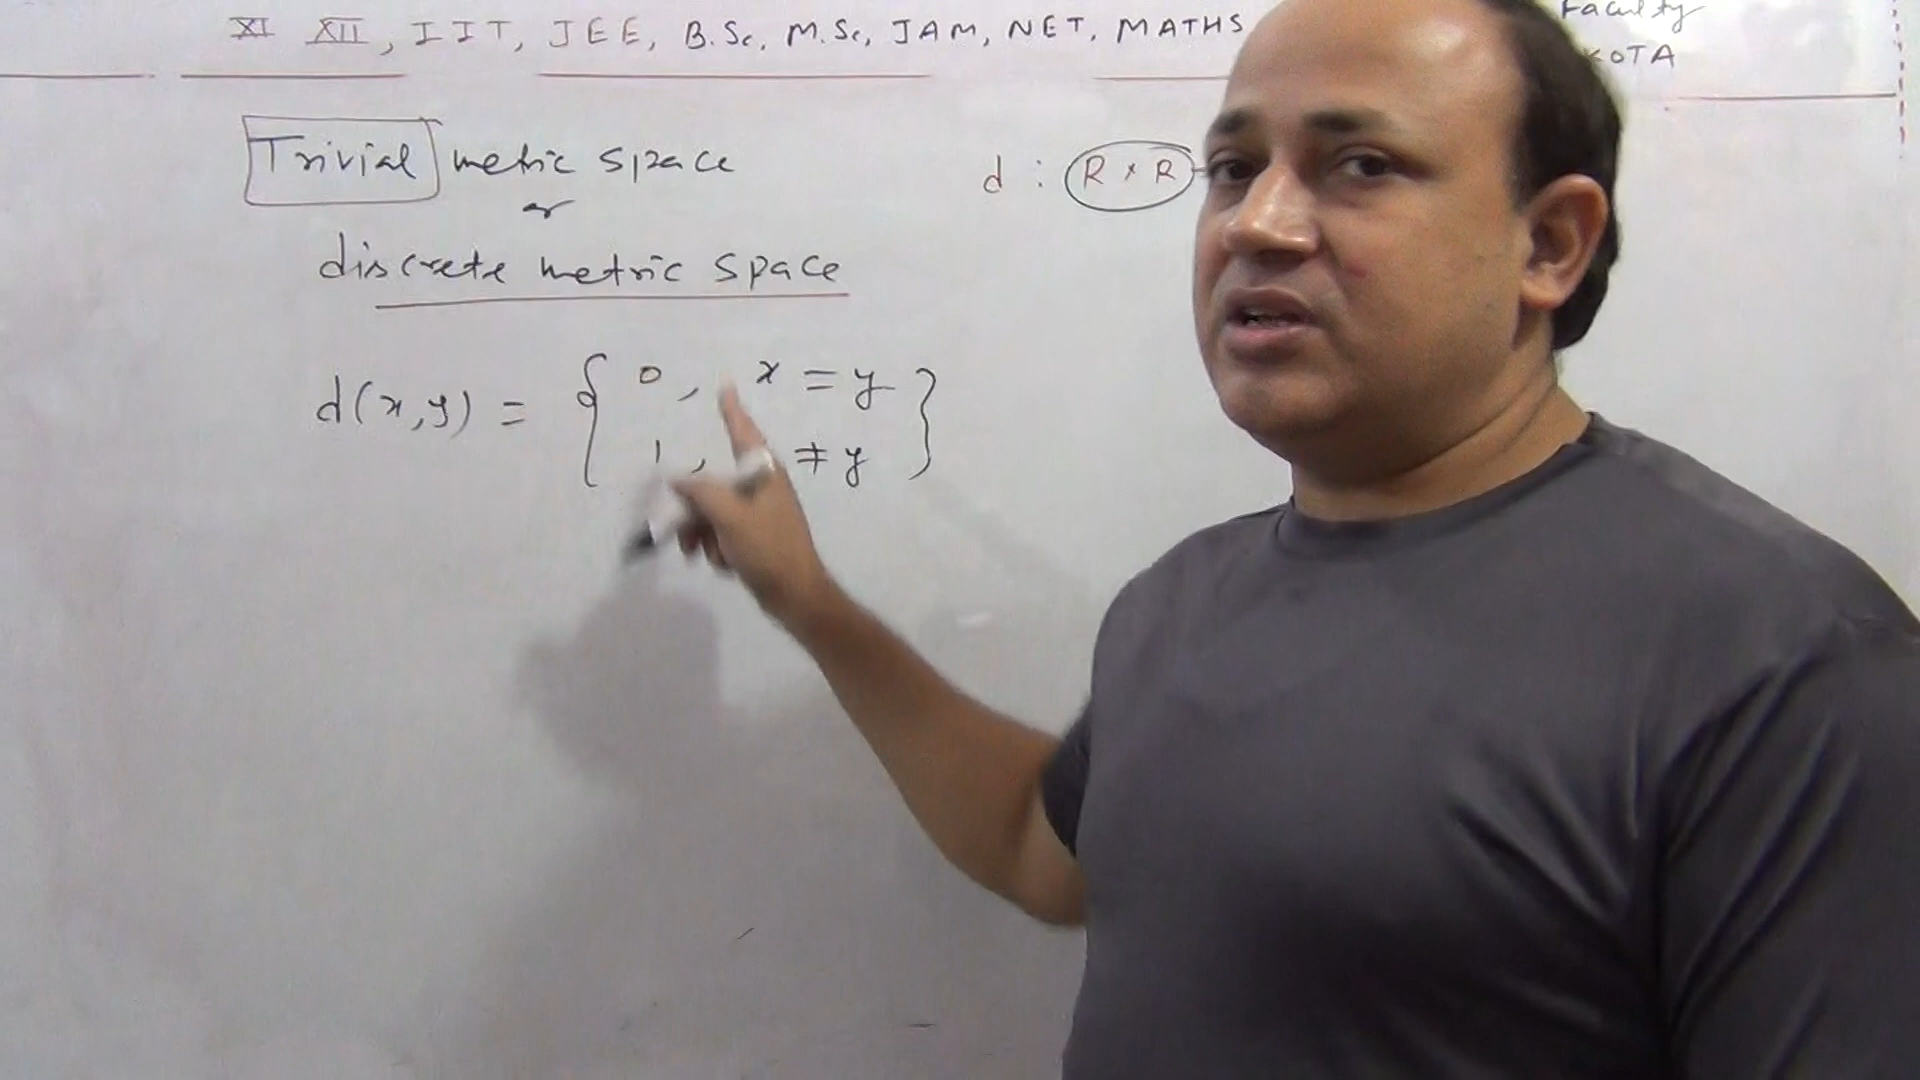 XI XII, IIT, JEE, B.Sc, M.Sc, JAM, NET, MATHS
Faculty
KOTA
Trivial metric space
or
discrete metric space
d : R × R
d(x,y) = { 0, x = y
1, ≠ y }